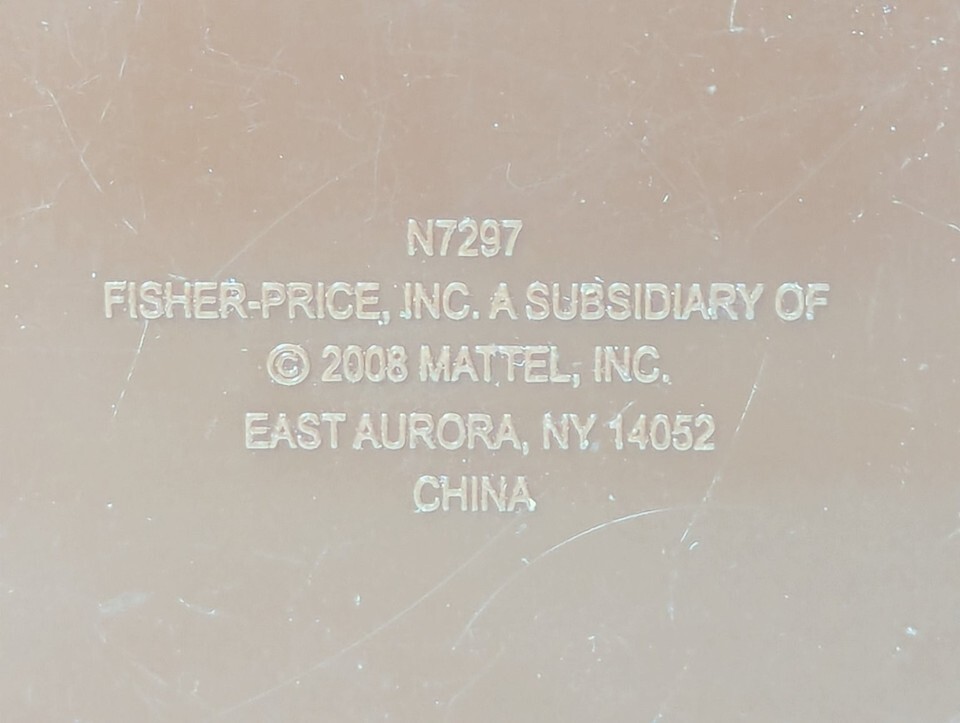 N7297
FISHER-PRICE, INC. A SUBSIDIARY OF
© 2008 MATTEL, INC.
EAST AURORA, NY 14052
CHINA